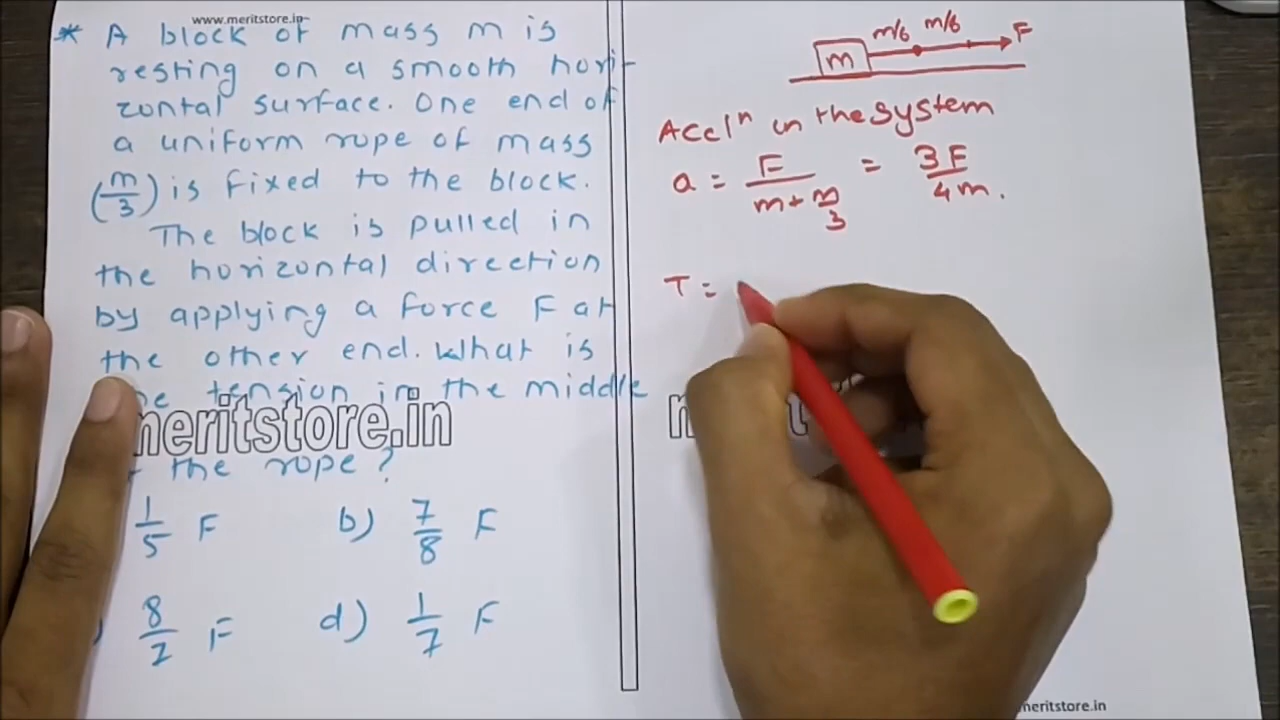 www.meritstore.in
* A block of mass m is
resting on a smooth hori-
zontal surface. One end of
a uniform rope of mass
(m/3) is fixed to the block.
The block is pulled in
the horizontal direction
by applying a force F at
the other end. What is
tension in the middle
meritstore.in
the rope?
1/5 F b) 7/8 F
8/7 F d) 1/7 F
m/6 m/6 F
m
Accln in the system
a = F/(m + m/3) = 3F/4m.
T =
meritstore.in